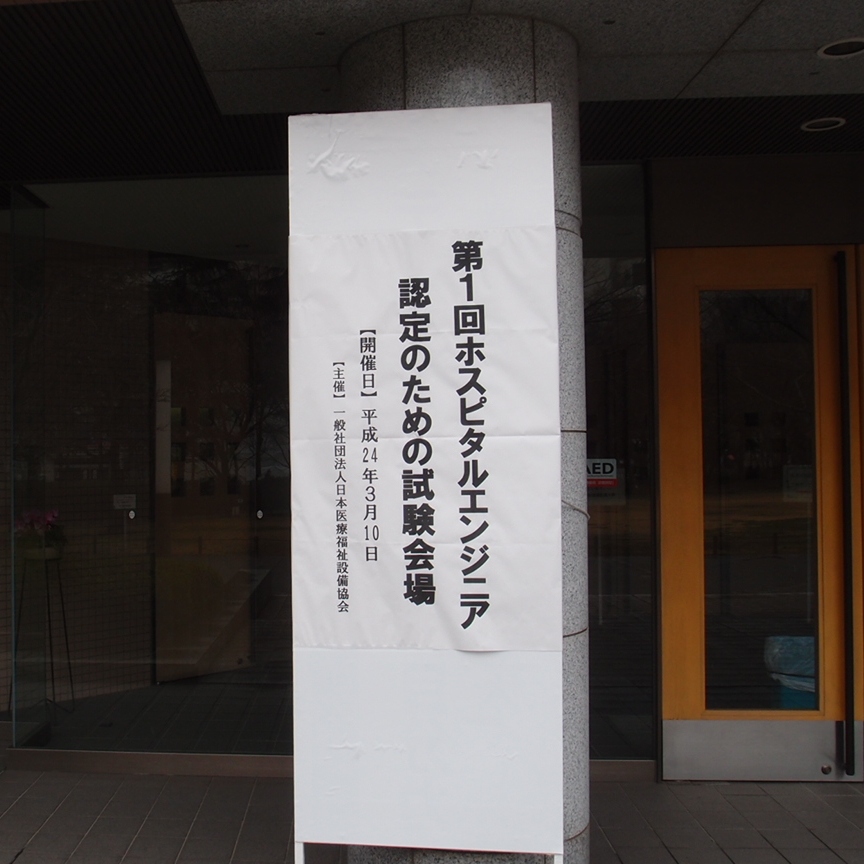 第1回ホスピタルエンジニア
認定のための試験会場
【開催日】平成24年3月10日
【主催】一般社団法人日本医療福祉設備協会
AED